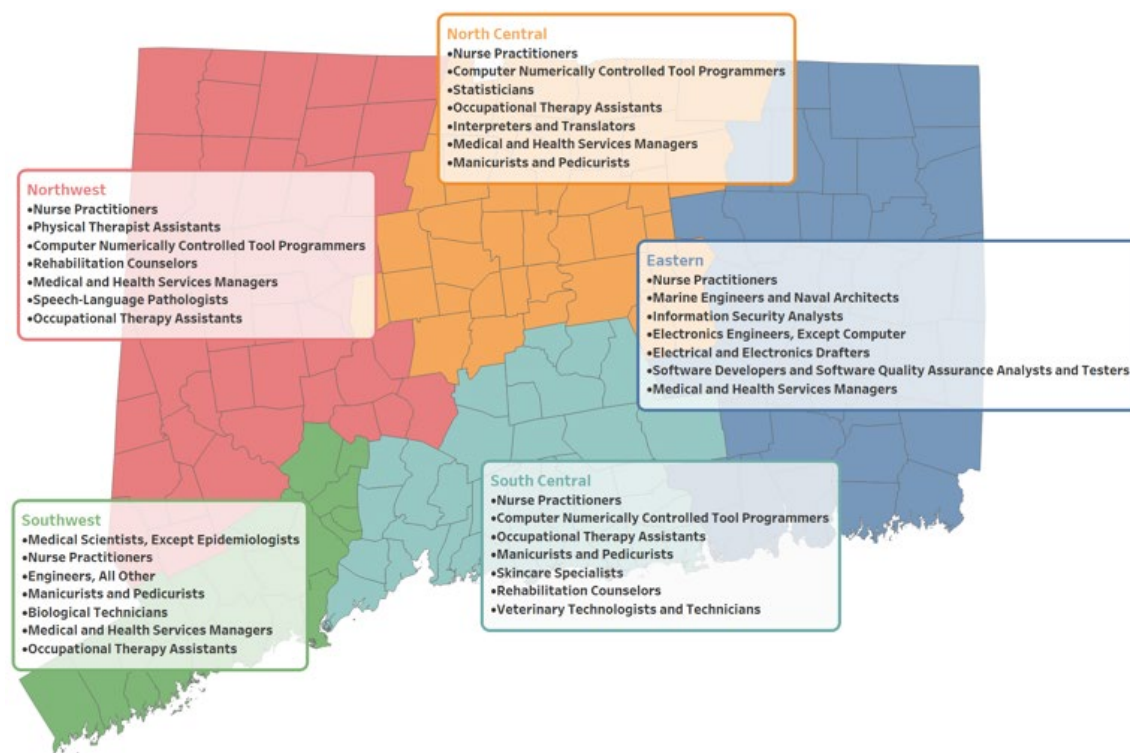 North Central
•Nurse Practitioners
•Computer Numerically Controlled Tool Programmers
•Statisticians
•Occupational Therapy Assistants
•Interpreters and Translators
•Medical and Health Services Managers
•Manicurists and Pedicurists
Northwest
•Nurse Practitioners
•Physical Therapist Assistants
•Computer Numerically Controlled Tool Programmers
•Rehabilitation Counselors
•Medical and Health Services Managers
•Speech-Language Pathologists
•Occupational Therapy Assistants
Eastern
•Nurse Practitioners
•Marine Engineers and Naval Architects
•Information Security Analysts
•Electronics Engineers, Except Computer
•Electrical and Electronics Drafters
•Software Developers and Software Quality Assurance Analysts and Testers
•Medical and Health Services Managers
South Central
•Nurse Practitioners
•Computer Numerically Controlled Tool Programmers
•Occupational Therapy Assistants
•Manicurists and Pedicurists
•Skincare Specialists
•Rehabilitation Counselors
•Veterinary Technologists and Technicians
Southwest
•Medical Scientists, Except Epidemiologists
•Nurse Practitioners
•Engineers, All Other
•Manicurists and Pedicurists
•Biological Technicians
•Medical and Health Services Managers
•Occupational Therapy Assistants